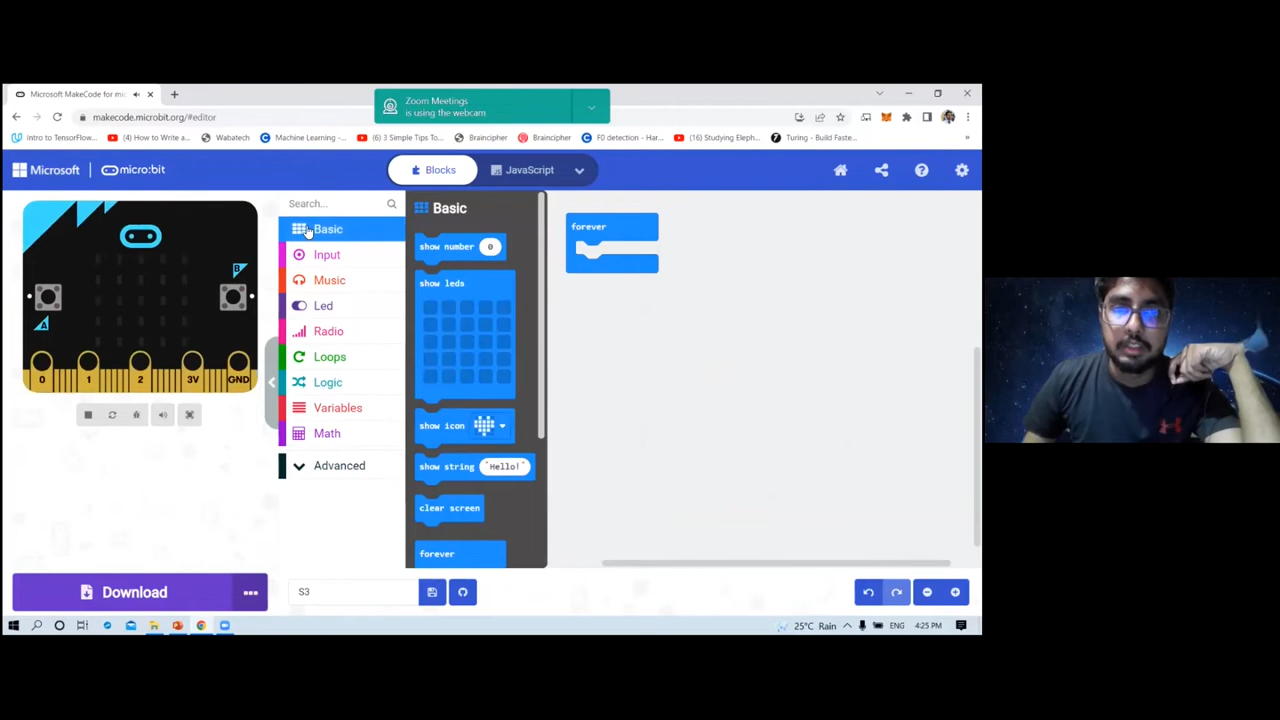 Microsoft MakeCode for mic
Zoom Meetings
is using the webcam
makecode.microbit.org/#editor
Intro to TensorFlow...
(4) How to Write a...
Wabatech
Machine Learning -...
(6) 3 Simple Tips To...
Braincipher
Braincipher
F0 detection - Har...
(16) Studying Eleph...
Turing - Build Faste...
»
Microsoft
micro:bit
Blocks
JavaScript
Search...
Basic
Input
Music
Led
Radio
Loops
Logic
Variables
Math
Advanced
Basic
show number 0
show leds
show icon
show string "Hello!"
clear screen
forever
forever
A
B
0
1
2
3V
GND
Download
S3
25°C Rain
ENG
4:25 PM